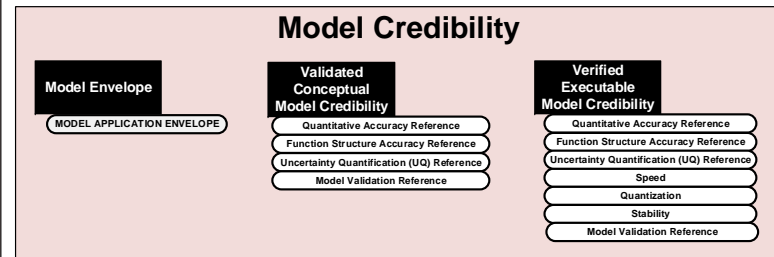 Model Credibility
Model Envelope
MODEL APPLICATION ENVELOPE
Validated
Conceptual
Model Credibility
Quantitative Accuracy Reference
Function Structure Accuracy Reference
Uncertainty Quantification (UQ) Reference
Model Validation Reference
Verified
Executable
Model Credibility
Quantitative Accuracy Reference
Function Structure Accuracy Reference
Uncertainty Quantification (UQ) Reference
Speed
Quantization
Stability
Model Validation Reference